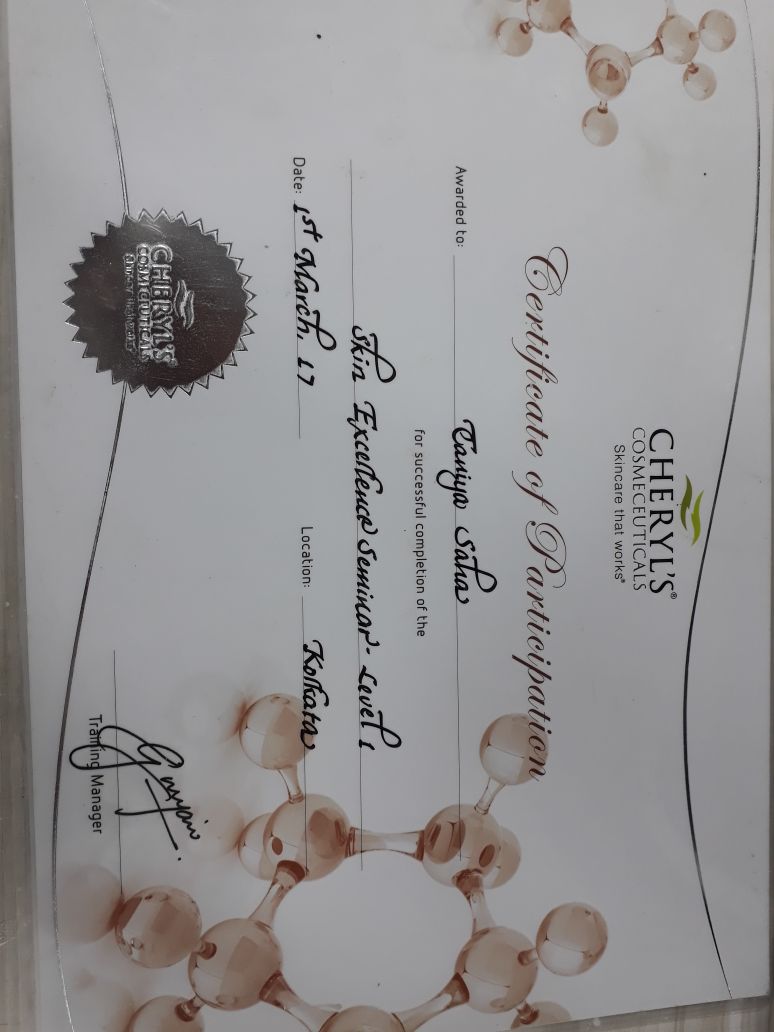 CHERYL'S®
COSMECEUTICALS
Skincare that works®
Certificate of Participation
Awarded to: Taniya Saha
for successful completion of the
Skin Excellence Seminar - Level 1
Date: 1st March, 17 Location: Kolkata
CHERYL'S
COSMECEUTICALS
Training Manager